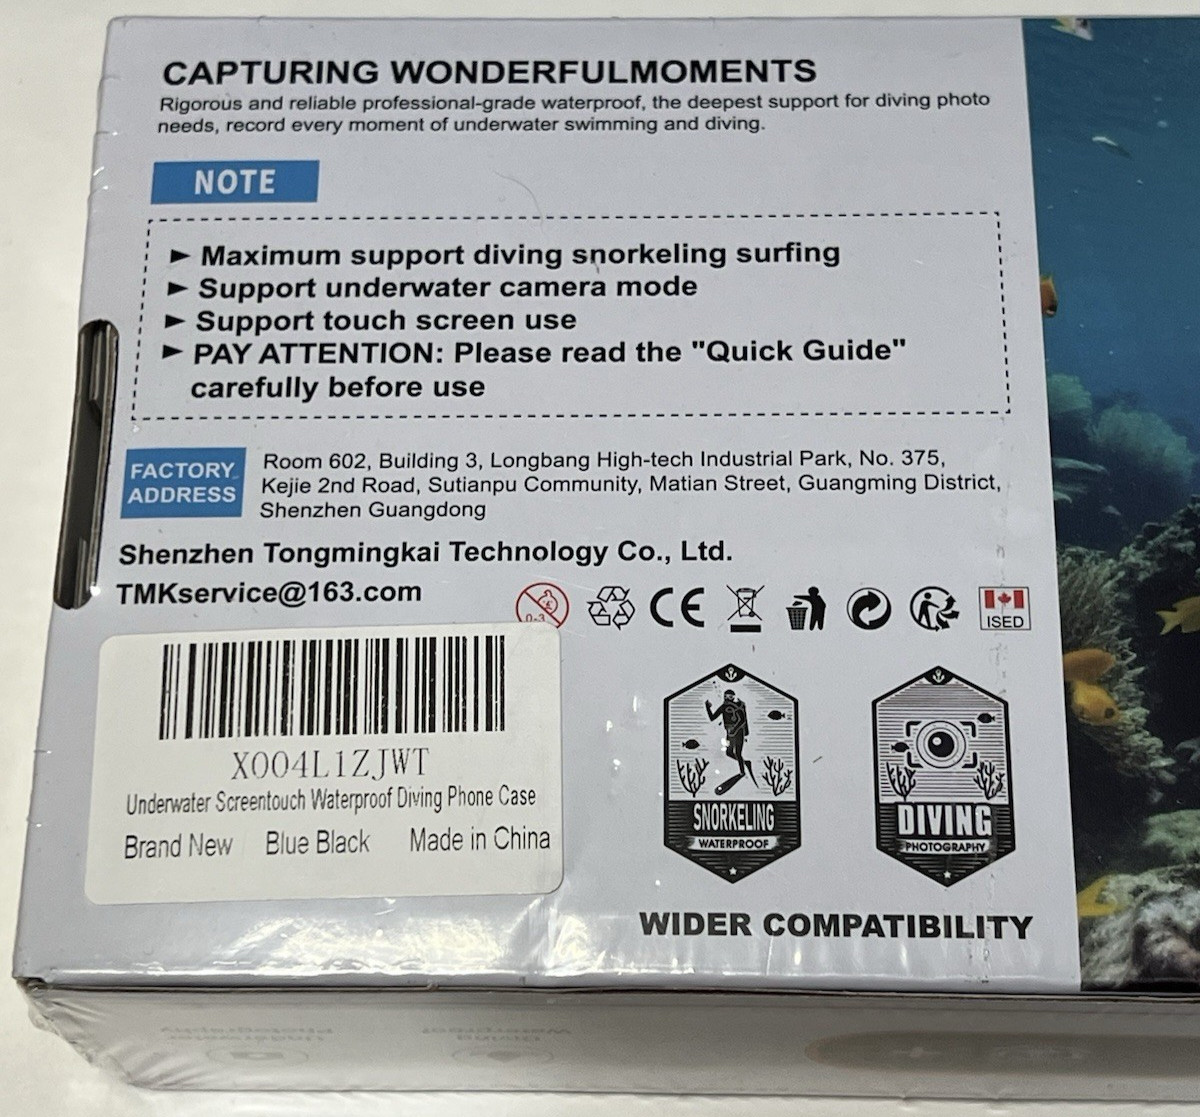 CAPTURING WONDERFULMOMENTS
Rigorous and reliable professional-grade waterproof, the deepest support for diving photo
needs, record every moment of underwater swimming and diving.
NOTE
► Maximum support diving snorkeling surfing
► Support underwater camera mode
► Support touch screen use
► PAY ATTENTION: Please read the "Quick Guide"
carefully before use
FACTORY
ADDRESS
Room 602, Building 3, Longbang High-tech Industrial Park, No. 375,
Kejie 2nd Road, Sutianpu Community, Matian Street, Guangming District,
Shenzhen Guangdong
Shenzhen Tongmingkai Technology Co., Ltd.
TMKservice@163.com
0-3
CE
ISED
X004L1ZJWT
Underwater Screentouch Waterproof Diving Phone Case
Brand New Blue Black Made in China
SNORKELING
WATERPROOF
DIVING
PHOTOGRAPHY
WIDER COMPATIBILITY